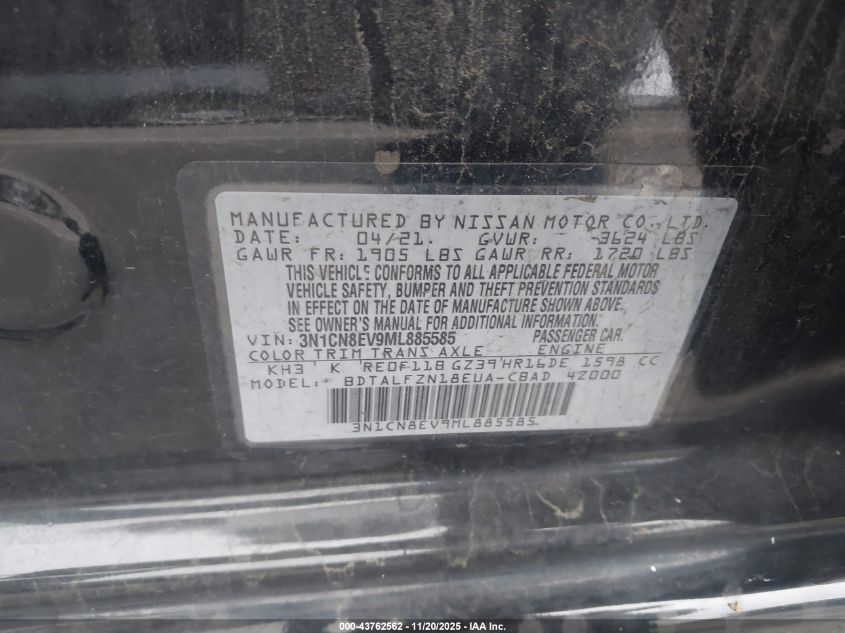 MANUFACTURED BY NISSAN MOTOR CO., LTD.
DATE: 04/21. GVWR: 3624 LBS
GAWR FR: 1905 LBS GAWR RR: 1720 LBS
THIS VEHICLE CONFORMS TO ALL APPLICABLE FEDERAL MOTOR
VEHICLE SAFETY, BUMPER AND THEFT PREVENTION STANDARDS
IN EFFECT ON THE DATE OF MANUFACTURE SHOWN ABOVE.
SEE OWNER'S MANUAL FOR ADDITIONAL INFORMATION.
VIN: 3N1CN8EV9ML885585 PASSENGER CAR.
COLOR TRIM TRANS AXLE ENGINE
KH3 K RE0F11B GZ39 HR16DE 1598 CC
MODEL: BDTALFZN18EUA-CBAD 4Z000
3N1CN8EV9ML885585
000-43762562 — 11/20/2025 — IAA Inc.